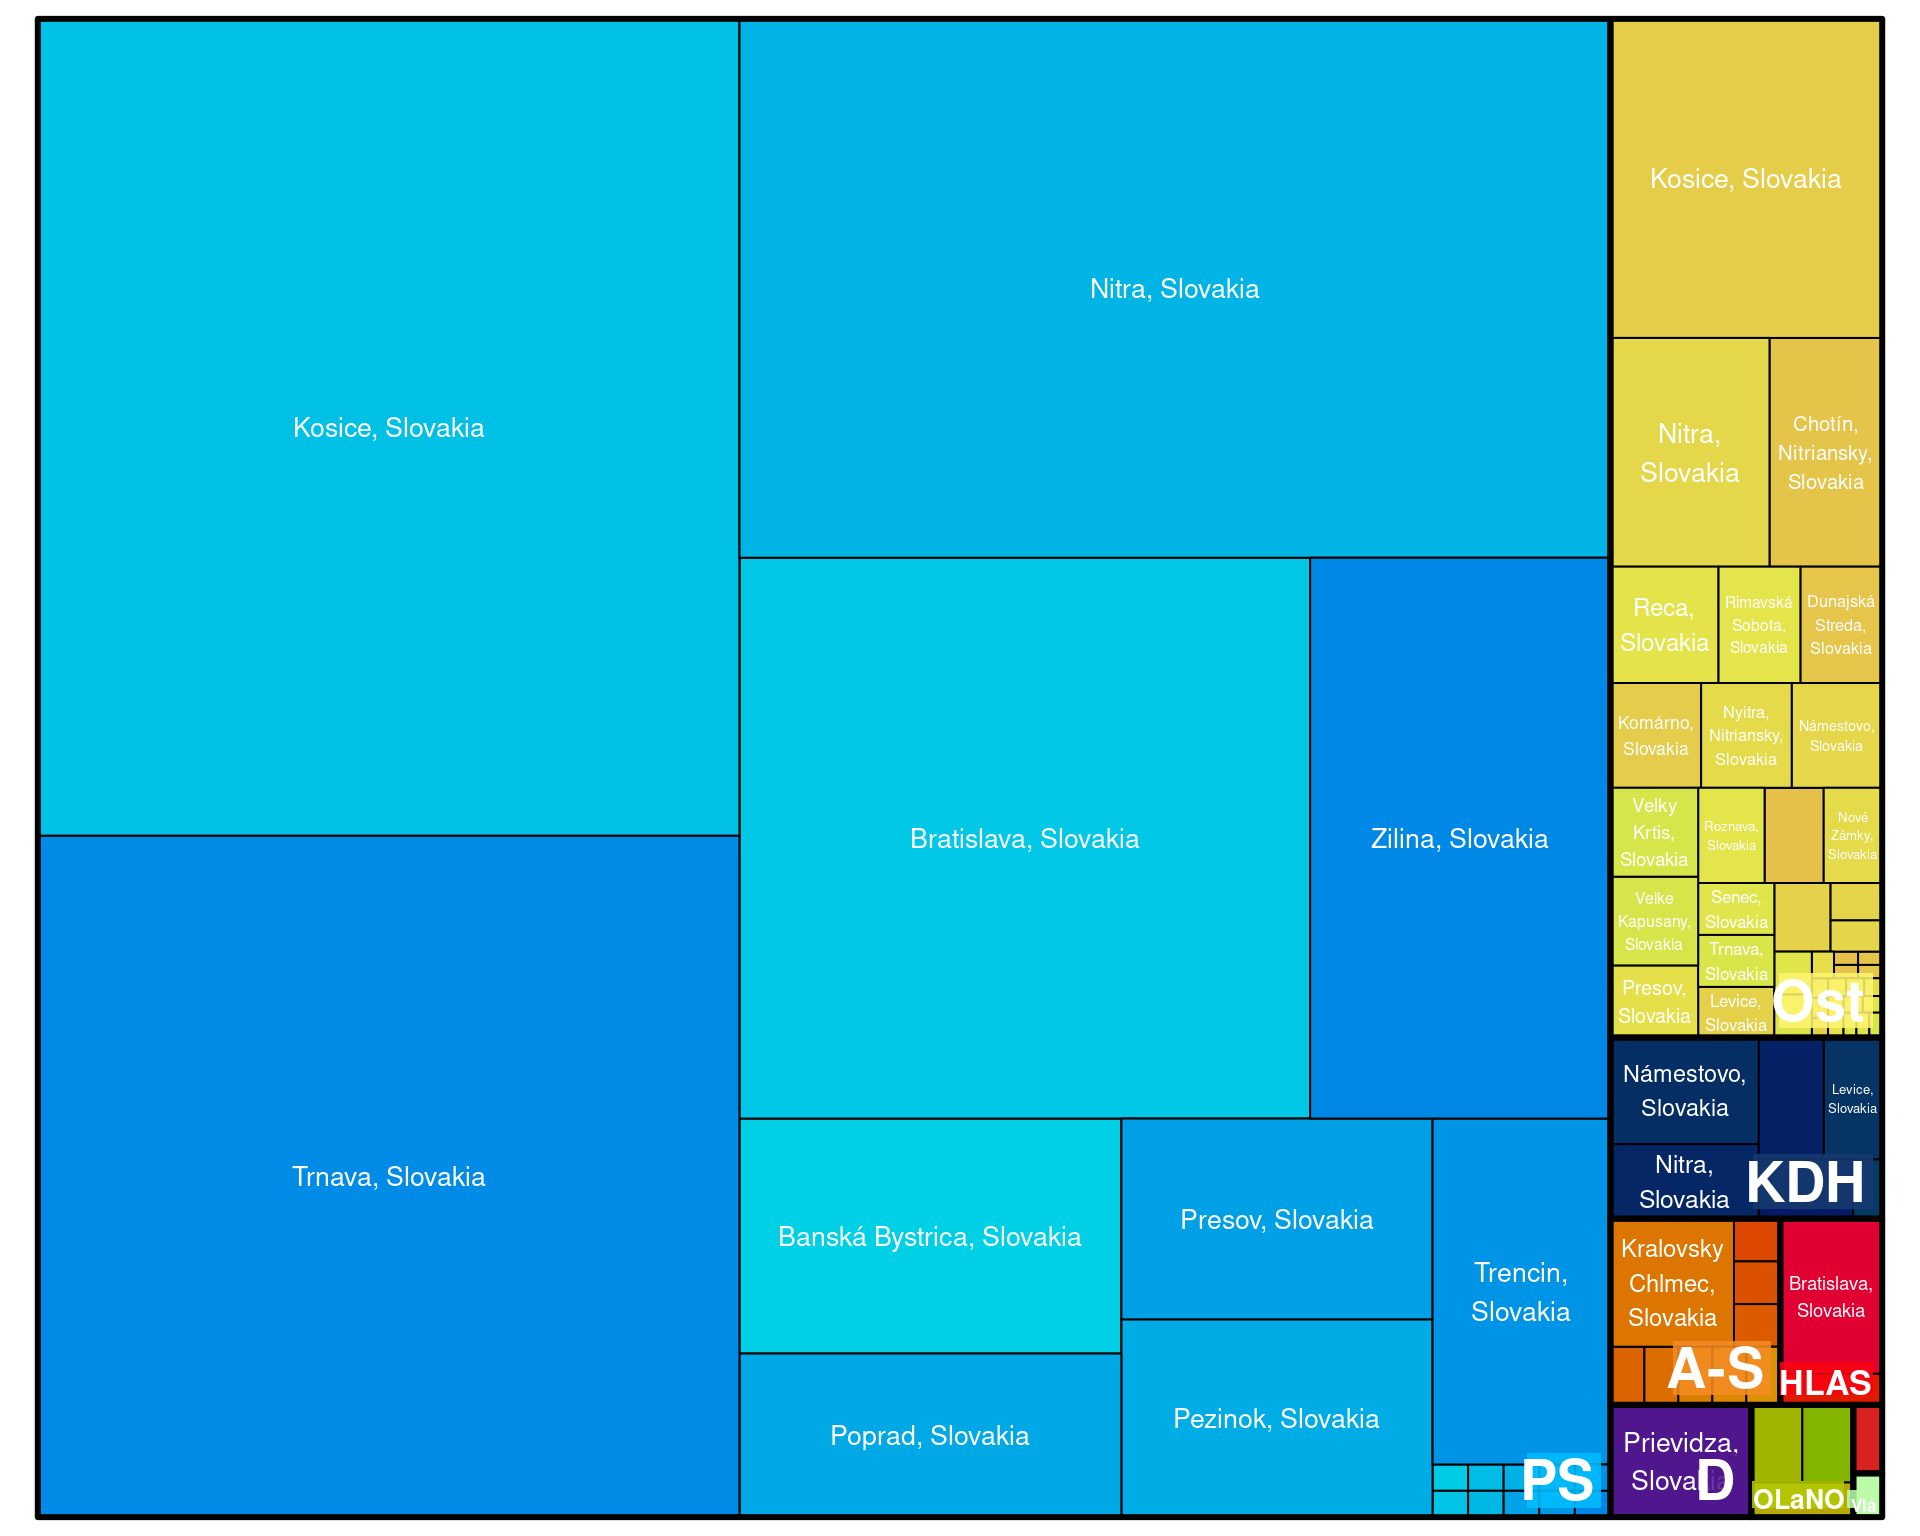 Kosice, Slovakia
Trnava, Slovakia
Nitra, Slovakia
Bratislava, Slovakia
Zilina, Slovakia
Banská Bystrica, Slovakia
Poprad, Slovakia
Presov, Slovakia
Pezinok, Slovakia
Trencin,
Slovakia
PS
Kosice, Slovakia
Nitra,
Slovakia
Chotín,
Nitriansky,
Slovakia
Reca,
Slovakia
Rimavská
Sobota,
Slovakia
Dunajská
Streda,
Slovakia
Komárno,
Slovakia
Nyitra,
Nitriansky,
Slovakia
Námestovo,
Slovakia
Velky
Krtis,
Slovakia
Roznava,
Slovakia
Nové
Zámky,
Slovakia
Velke
Kapusany,
Slovakia
Senec,
Slovakia
Trnava,
Slovakia
Presov,
Slovakia
Levice,
Slovakia
Ost
Námestovo,
Slovakia
Levice,
Slovakia
Nitra,
Slovakia
KDH
Kralovsky
Chlmec,
Slovakia
A-S
Bratislava,
Slovakia
HLAS
Prievidza,
Slovakia
D
OLaNO
Vlá